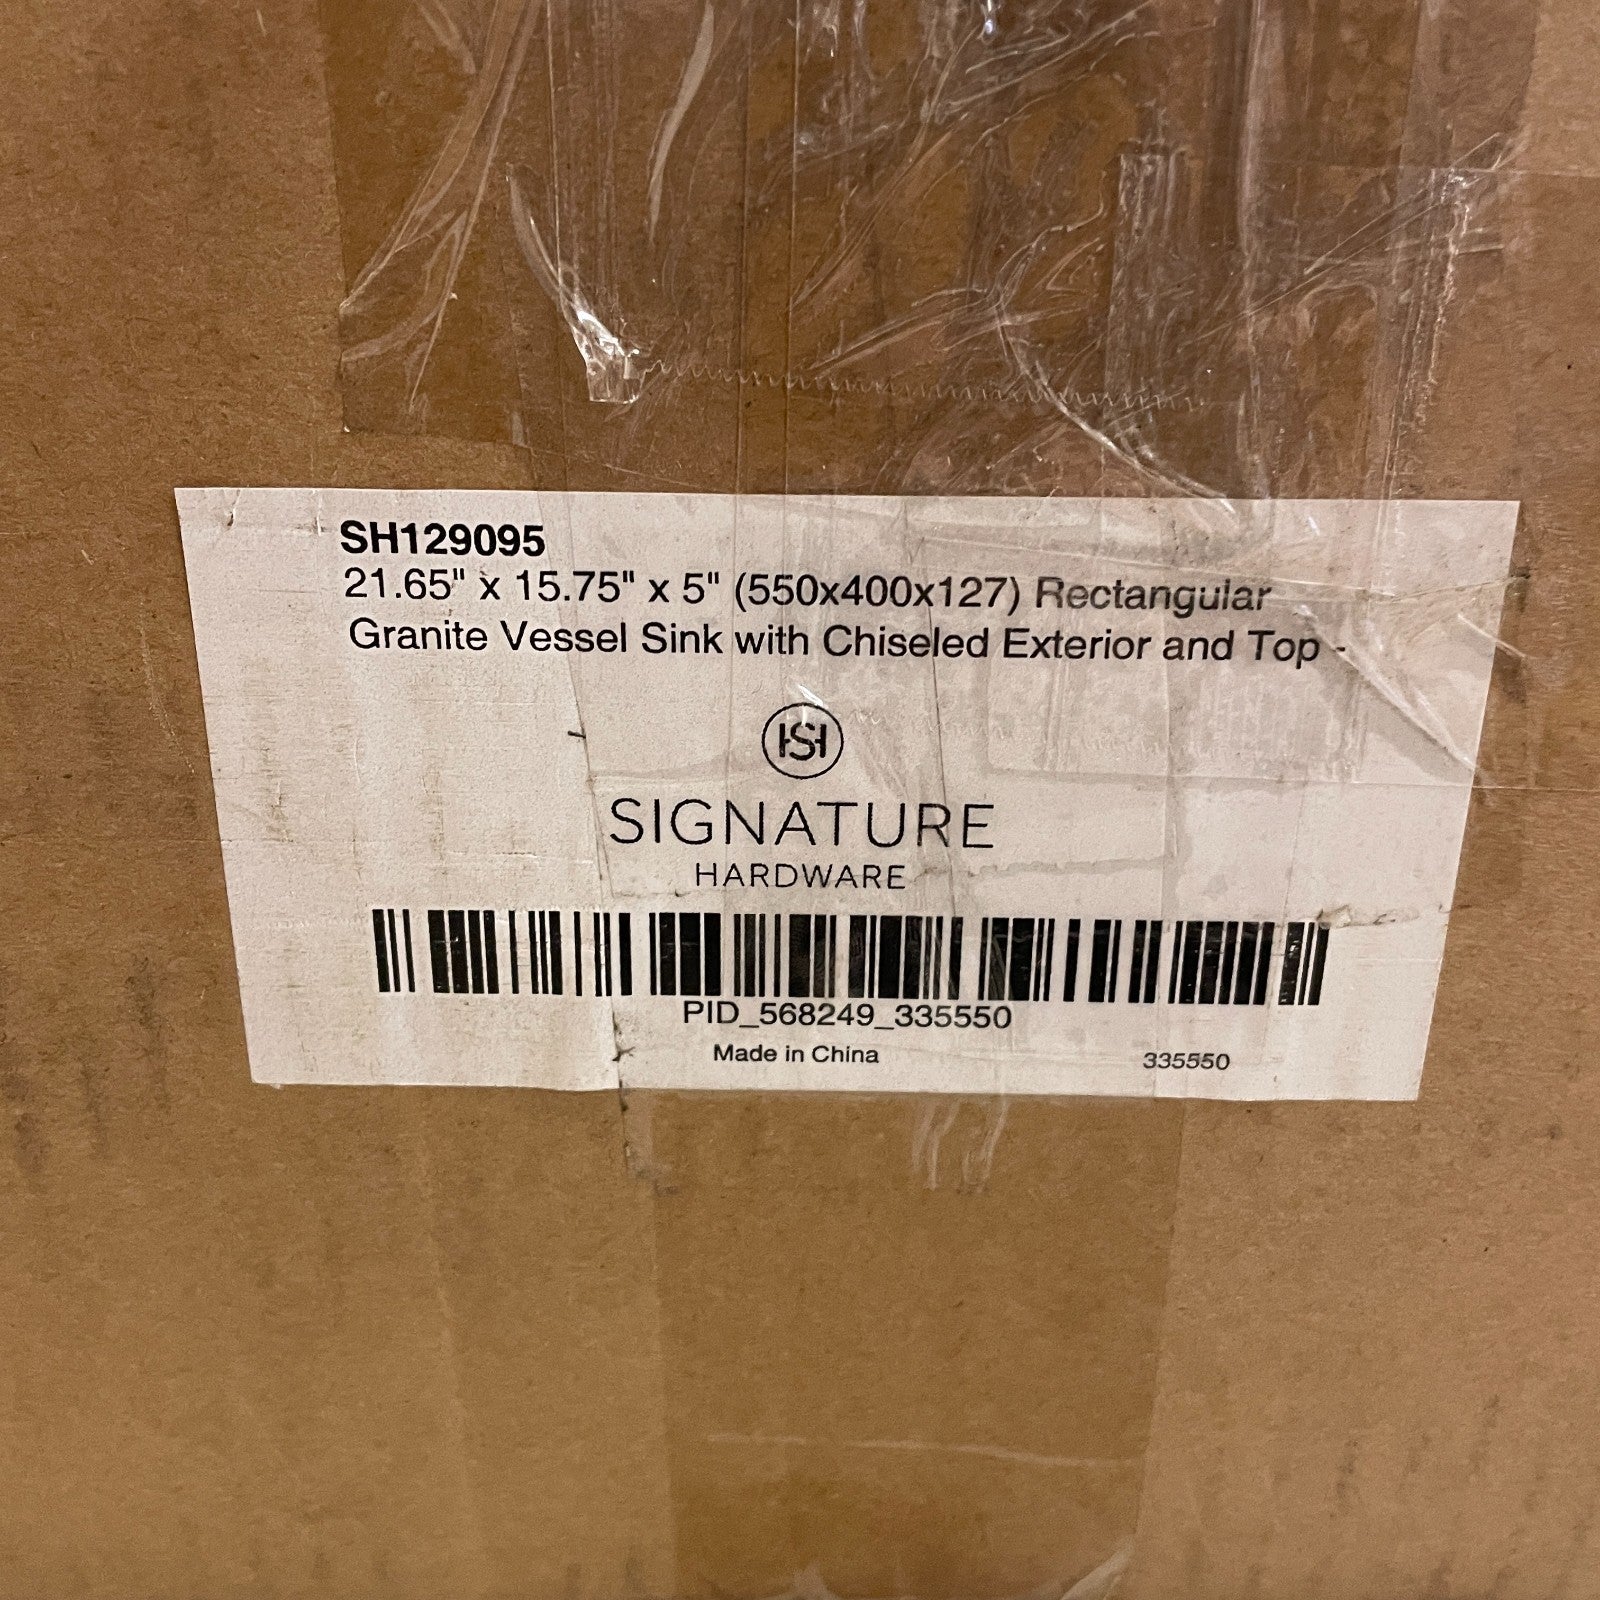 SH129095
21.65" x 15.75" x 5" (550x400x127) Rectangular
Granite Vessel Sink with Chiseled Exterior and Top -
HSH
SIGNATURE
HARDWARE
PID_568249_335550
Made in China
335550